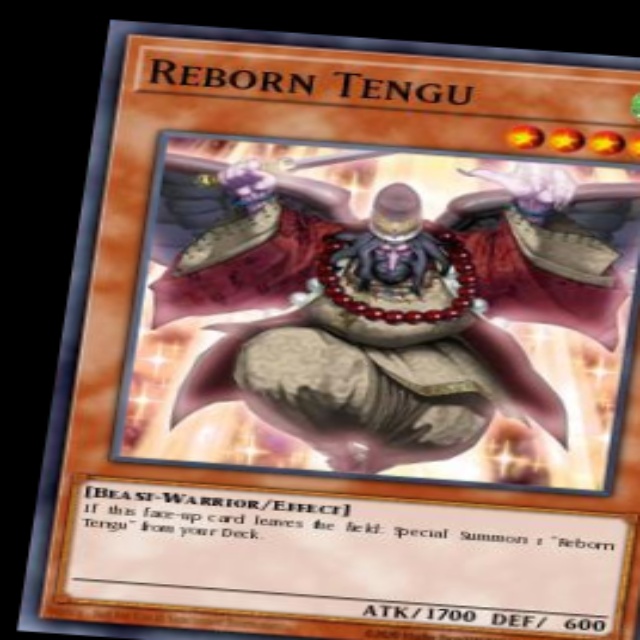 REBORN TENGU
[BEAST-WARRIOR/EFFECT]
If this face-up card leaves the field: Special Summon 1 "Reborn
Tengu" from your Deck.
ATK/1700 DEF/ 600